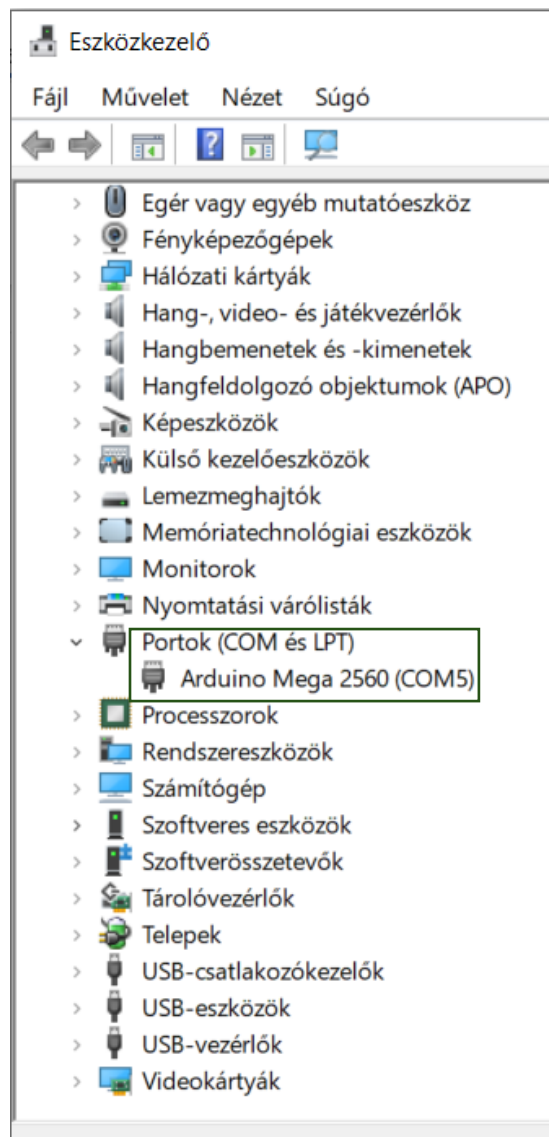 Eszközkezelő
Fájl Művelet Nézet Súgó
Egér vagy egyéb mutatóeszköz
Fényképezőgépek
Hálózati kártyák
Hang-, video- és játékvezérlők
Hangbemenetek és -kimenetek
Hangfeldolgozó objektumok (APO)
Képeszközök
Külső kezelőeszközök
Lemezmeghajtók
Memóriatechnológiai eszközök
Monitorok
Nyomtatási várólisták
Portok (COM és LPT)
Arduino Mega 2560 (COM5)
Processzorok
Rendszereszközök
Számítógép
Szoftveres eszközök
Szoftverösszetevők
Tárolóvezérlők
Telepek
USB-csatlakozókezelők
USB-eszközök
USB-vezérlők
Videokártyák